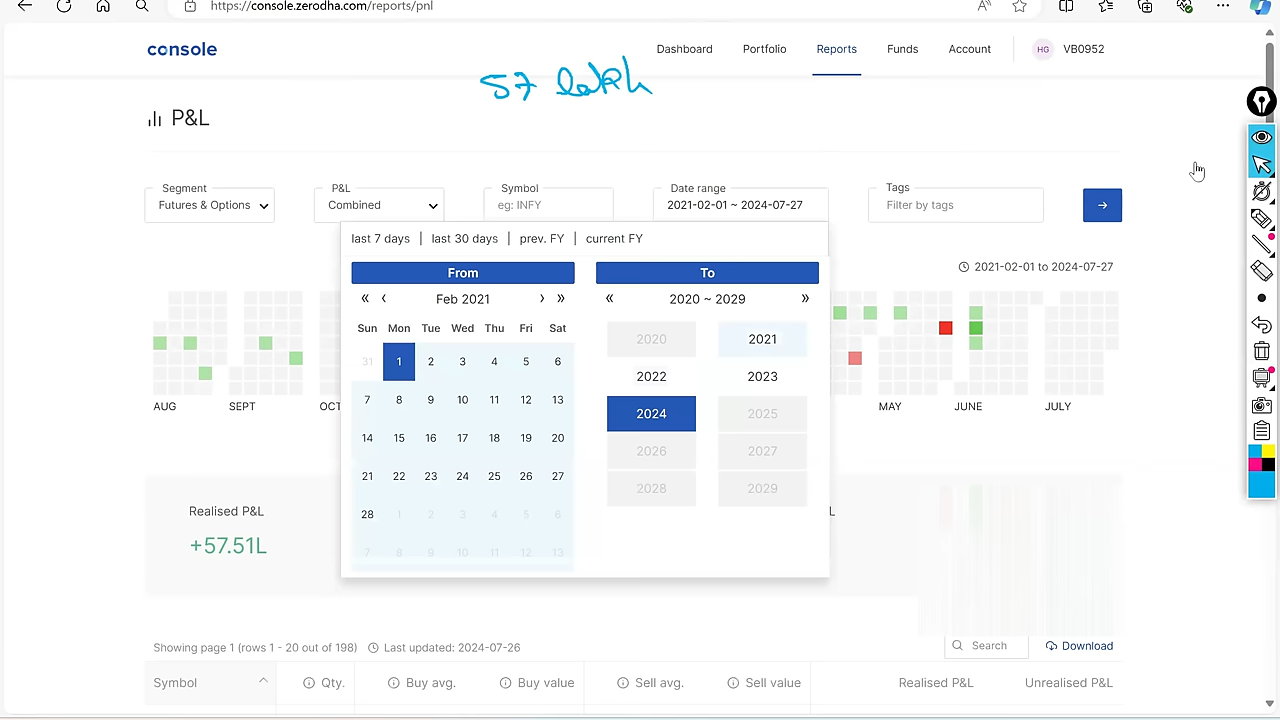 https://console.zerodha.com/reports/pnl
console
Dashboard Portfolio Reports Funds Account HG VB0952
57 lakh
P&L
Segment P&L Symbol Date range Tags
Futures & Options Combined eg: INFY 2021-02-01 ~ 2024-07-27 Filter by tags
last 7 days | last 30 days | prev. FY | current FY
From To
2021-02-01 to 2024-07-27
« ‹ Feb 2021 › » « 2020 ~ 2029 »
Sun Mon Tue Wed Thu Fri Sat
31 1 2 3 4 5 6
7 8 9 10 11 12 13
14 15 16 17 18 19 20
21 22 23 24 25 26 27
28 1 2 3 4 5 6
7 8 9 10 11 12 13
2020 2021
2022 2023
2024 2025
2026 2027
2028 2029
AUG SEPT OCT MAY JUNE JULY
Realised P&L L
+57.51L
Showing page 1 (rows 1 - 20 out of 198) Last updated: 2024-07-26 Search Download
Symbol Qty. Buy avg. Buy value Sell avg. Sell value Realised P&L Unrealised P&L